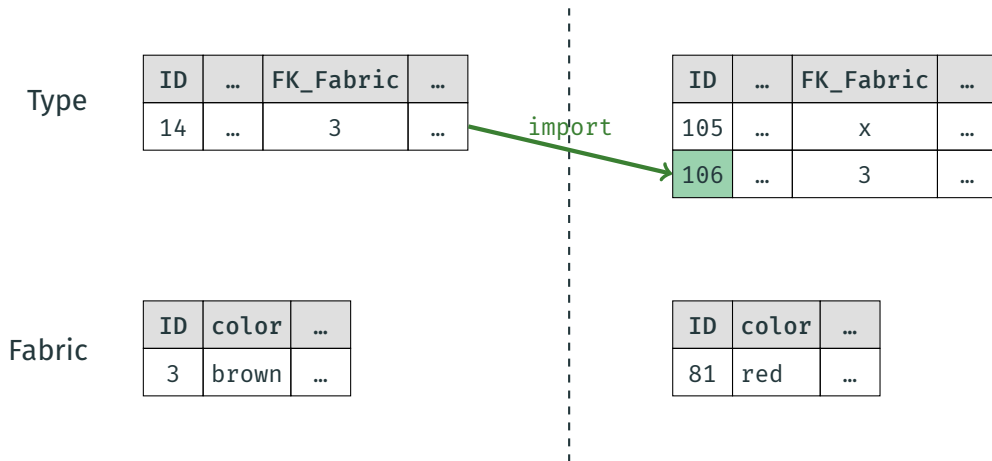 Type
ID … FK_Fabric …
14 … 3 …
import
ID … FK_Fabric …
105 … x …
106 … 3 …
Fabric
ID color …
3 brown …
ID color …
81 red …